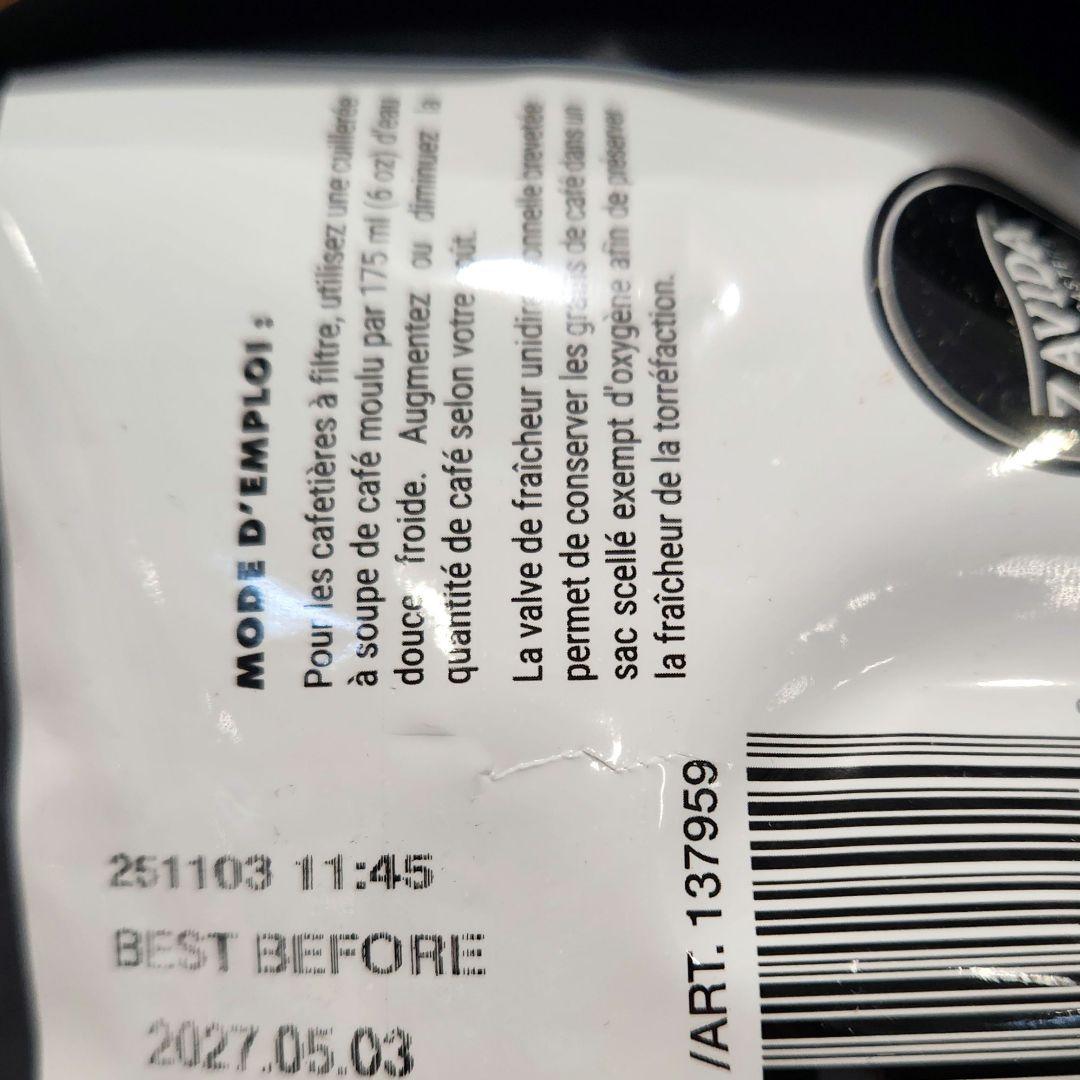 MODE D'EMPLOI :
Pour les cafetières à filtre, utilisez une cuillerée
à soupe de café moulu par 175 ml (6 oz) d'eau
douce froide. Augmentez ou diminuez la
quantité de café selon votre
La valve de fraîcheur brevetée
permet de conserver les grains de café dans un
sac scellé exempt d'oxygène afin de préserver
la fraîcheur de la torréfaction.
251103 11:45
BEST BEFORE
2027.05.03
/ART. 137959
ZAVIDA